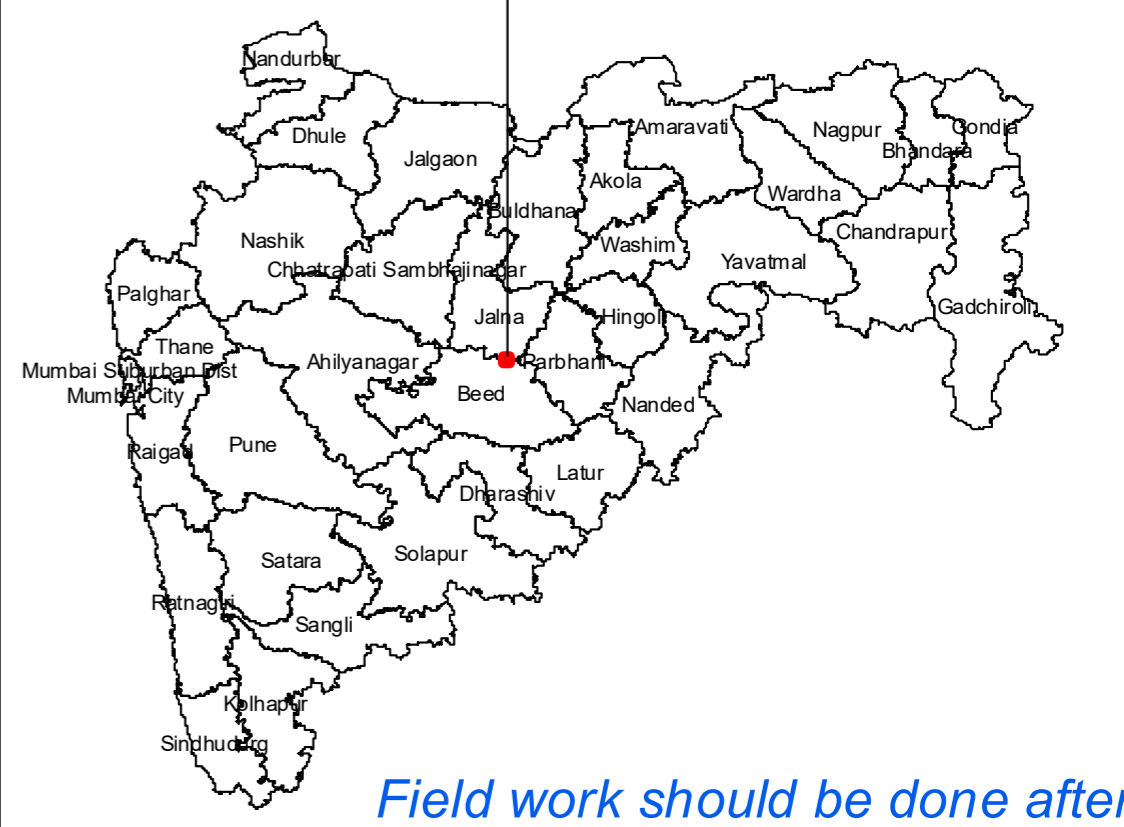 Nandurbar
Dhule
Jalgaon
Amaravati
Nagpur
Gondia
Bhandara
Akola
Wardha
Buldhana
Nashik
Washim
Chandrapur
Chhatrapati Sambhajinagar
Yavatmal
Palghar
Gadchiroli
Jalna
Hingoli
Thane
Ahilyanagar
Parbhani
Mumbai Suburban Dist
Beed
Mumbai City
Nanded
Raigad
Pune
Latur
Dharashiv
Satara
Solapur
Ratnagiri
Sangli
Kolhapur
Sindhudurg
Field work should be done after